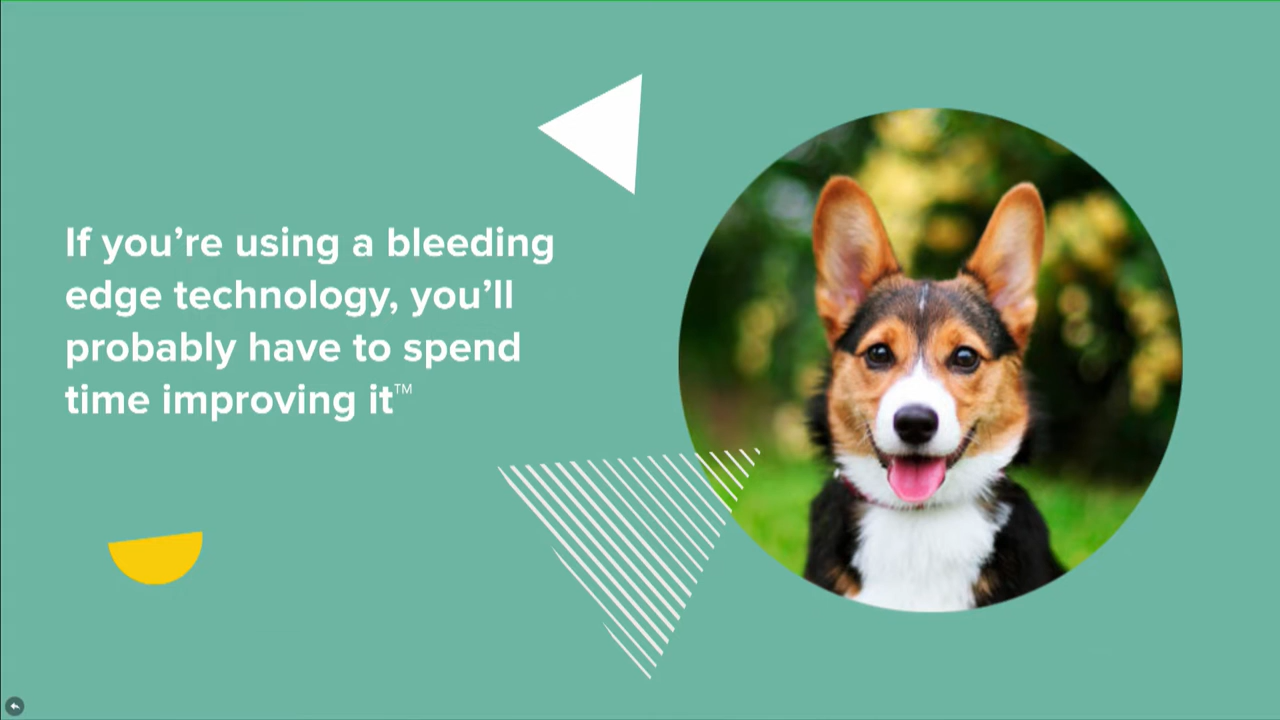 If you’re using a bleeding
edge technology, you’ll
probably have to spend
time improving it™